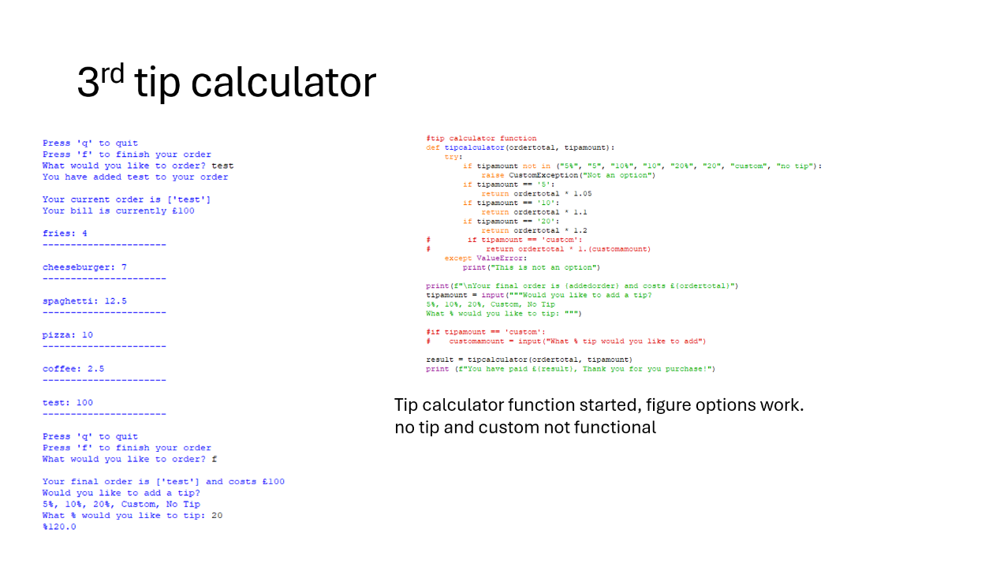 3rd tip calculator
Press 'q' to quit
Press 'f' to finish your order
What would you like to order? test
You have added test to your order
Your current order is ['test']
Your bill is currently £100
fries: 4
----------------------
cheeseburger: 7
----------------------
spaghetti: 12.5
----------------------
pizza: 10
----------------------
coffee: 2.5
----------------------
test: 100
----------------------
Press 'q' to quit
Press 'f' to finish your order
What would you like to order? f
Your final order is ['test'] and costs £100
Would you like to add a tip?
5%, 10%, 20%, Custom, No Tip
What % would you like to tip: 20
%120.0
#tip calculator function
def tipcalculator(ordertotal, tipamount):
    try:
        if tipamount not in ("5%", "5", "10%", "10", "20%", "20", "custom", "no tip"):
            raise CustomException("Not an option")
        if tipamount == '5':
            return ordertotal * 1.05
        if tipamount == '10':
            return ordertotal * 1.1
        if tipamount == '20':
            return ordertotal * 1.2
#        if tipamount == 'custom':
#            return ordertotal * 1.(customamount)
    except ValueError:
        print("This is not an option")
print(f"\nYour final order is {addedorder} and costs £{ordertotal}")
tipamount = input("""Would you like to add a tip?
5%, 10%, 20%, Custom, No Tip
What % would you like to tip: """)
#if tipamount == 'custom':
#    customamount = input("What % tip would you like to add")
result = tipcalculator(ordertotal, tipamount)
print (f"You have paid £{result}, Thank you for you purchase!")
Tip calculator function started, figure options work.
no tip and custom not functional